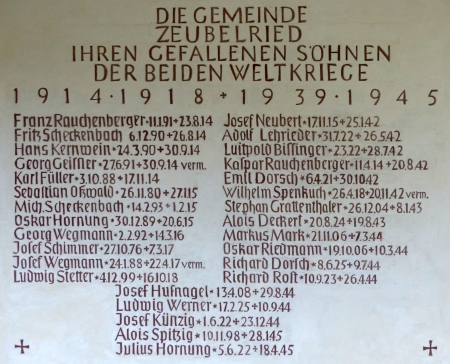 DIE GEMEINDE
ZEUBELRIED
IHREN GEFALLENEN SÖHNEN
DER BEIDEN WELTKRIEGE
1914·1918 + 1939·1945
Franz Rauchenberger·11.1.91+23.8.14
Fritz Scheckenbach 6.12.90+26.8.14
Hans Kernwein·24.3.90+30.9.14
Georg Geißner·27.6.91+30.9.14 verm.
Karl Füller·3.10.88+17.11.14
Sebastian Oßwald·26.11.80+27.1.15
Mich. Scheckenbach·14.2.93+1.2.15
Oskar Hornung·30.12.89+20.6.15
Georg Wegmann·2.2.92+14.3.16
Josef Schimmer·27.10.76+7.3.17
Josef Wegmann·24.1.88+22.4.17 verm.
Ludwig Stetter·4.12.99+16.10.18
Josef Neubert·17.11.15+25.1.42
Adolf Lehrieder·31.7.22+26.5.42
Luitpold Bissinger·23.2.22+28.7.42
Kaspar Rauchenberger·11.4.14+20.8.42
Emil Dorsch·6.4.21+30.10.42
Wilhelm Spenkuch·26.4.18+20.11.42 verm.
Stephan Grattenthaler·26.12.04+8.1.43
Alois Deckert·20.8.24+19.8.43
Markus Mark·21.11.06+7.3.44
Oskar Riedmann·19.10.06+10.3.44
Richard Dorsch·8.6.25+9.7.44
Richard Rost·10.9.23+26.4.44
Josef Hufnagel·13.4.08+29.8.44
Ludwig Werner·17.2.25+10.9.44
Josef Künzig·1.6.22+23.12.44
Alois Spitzig·10.11.98+28.1.45
Julius Hornung·5.6.22+18.4.45